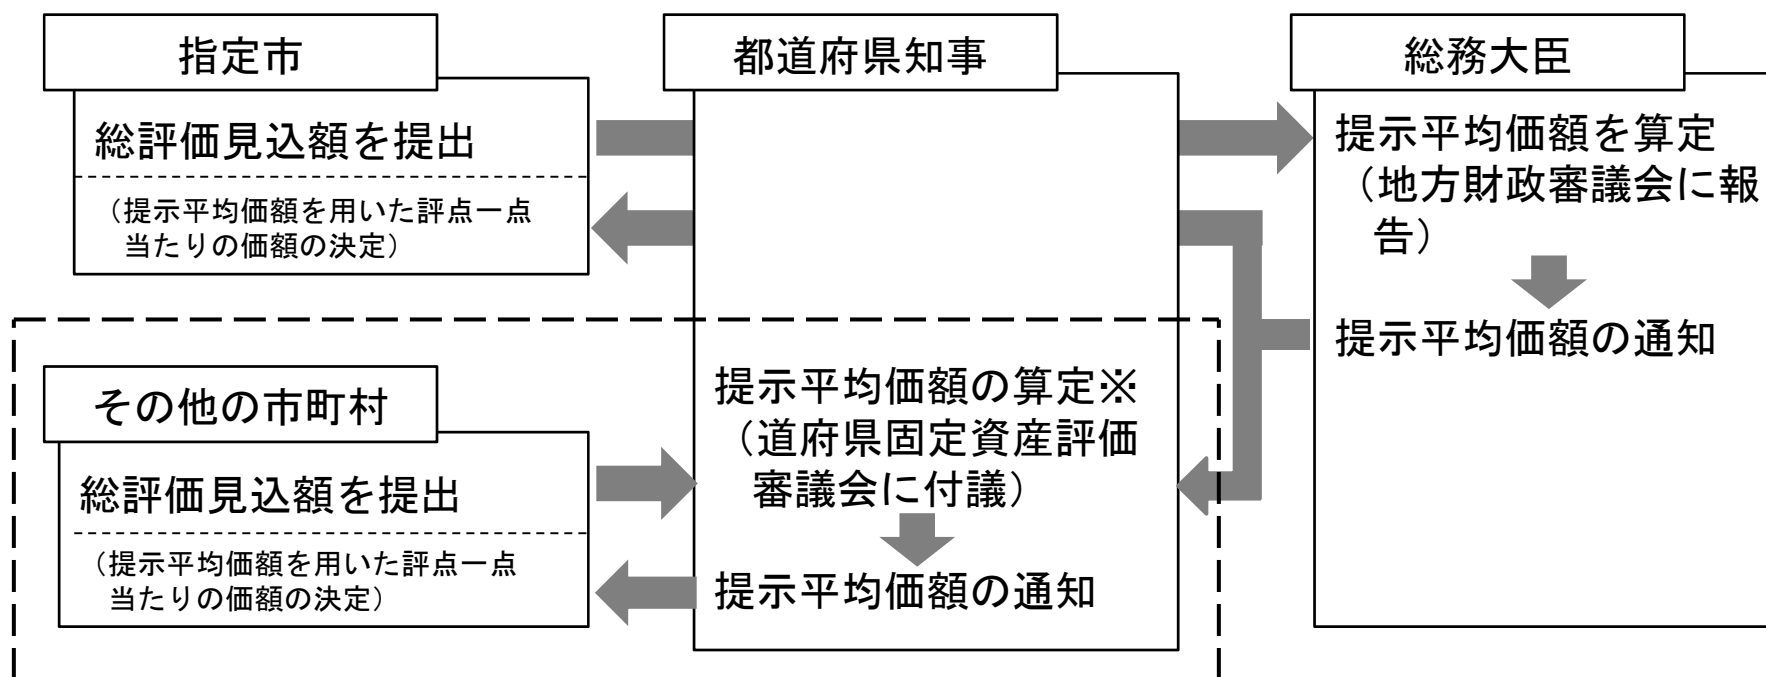 指定市
総評価見込額を提出
（提示平均価額を用いた評点一点
当たりの価額の決定）
都道府県知事
総務大臣
提示平均価額を算定
（地方財政審議会に報
告）
提示平均価額の通知
その他の市町村
総評価見込額を提出
（提示平均価額を用いた評点一点
当たりの価額の決定）
提示平均価額の算定※
（道府県固定資産評価
審議会に付議）
提示平均価額の通知